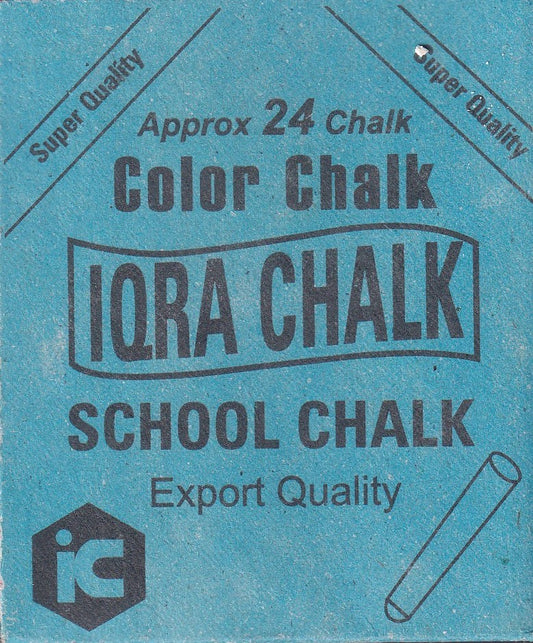 Super Quality
Super Quality
Approx 24 Chalk
Color Chalk
IQRA CHALK
SCHOOL CHALK
Export Quality
iC